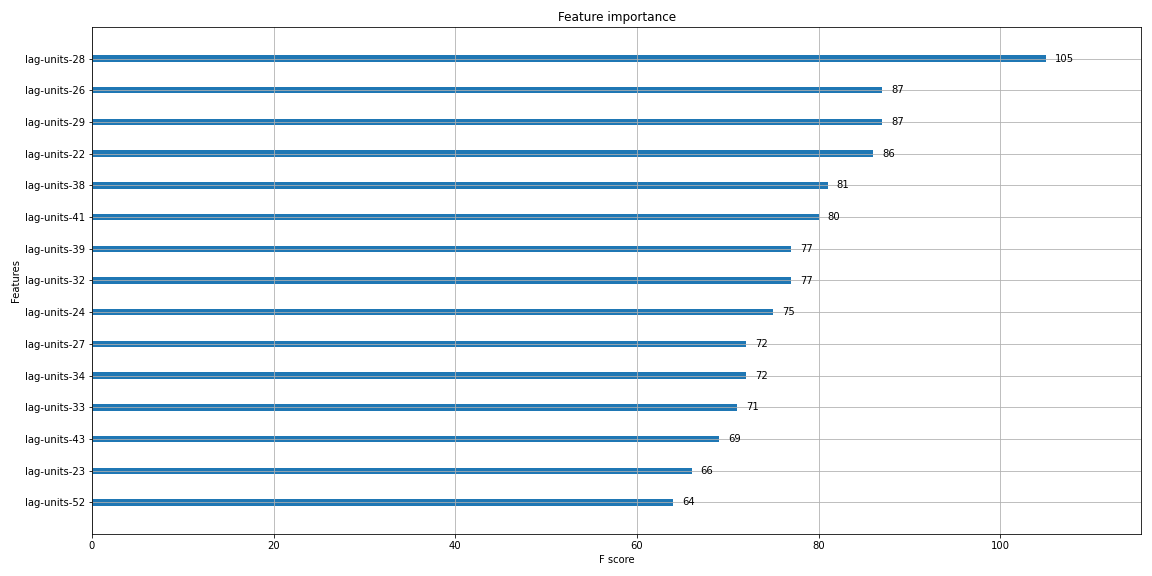 Feature importance
lag-units-28 105
lag-units-26 87
lag-units-29 87
lag-units-22 86
lag-units-38 81
lag-units-41 80
lag-units-39 77
lag-units-32 77
lag-units-24 75
lag-units-27 72
lag-units-34 72
lag-units-33 71
lag-units-43 69
lag-units-23 66
lag-units-52 64
Features
0 20 40 60 80 100
F score